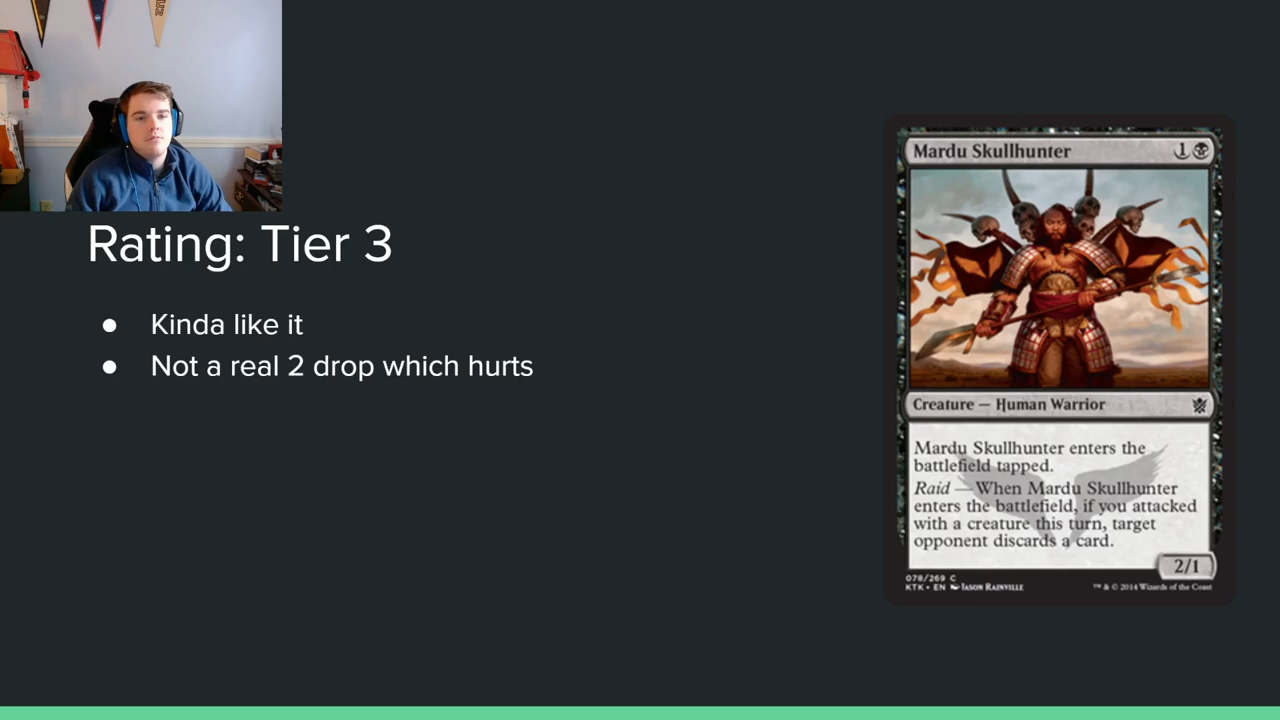 Rating: Tier 3
● Kinda like it
● Not a real 2 drop which hurts
Mardu Skullhunter 1
Creature — Human Warrior
Mardu Skullhunter enters the
battlefield tapped.
Raid — When Mardu Skullhunter
enters the battlefield, if you attacked
with a creature this turn, target
opponent discards a card.
2/1
078/269 C
KTK • EN JASON RAINVILLE
™ & © 2014 Wizards of the Coast